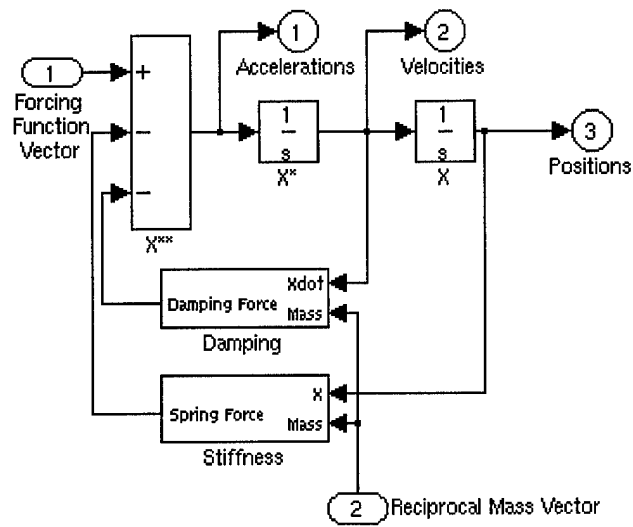 1
Accelerations
2
Velocities
1
Forcing
Function
Vector
+
−
−
X**
1
s
X*
1
s
X
3
Positions
Xdot
Damping Force
Mass
Damping
X
Spring Force
Mass
Stiffness
2
Reciprocal Mass Vector